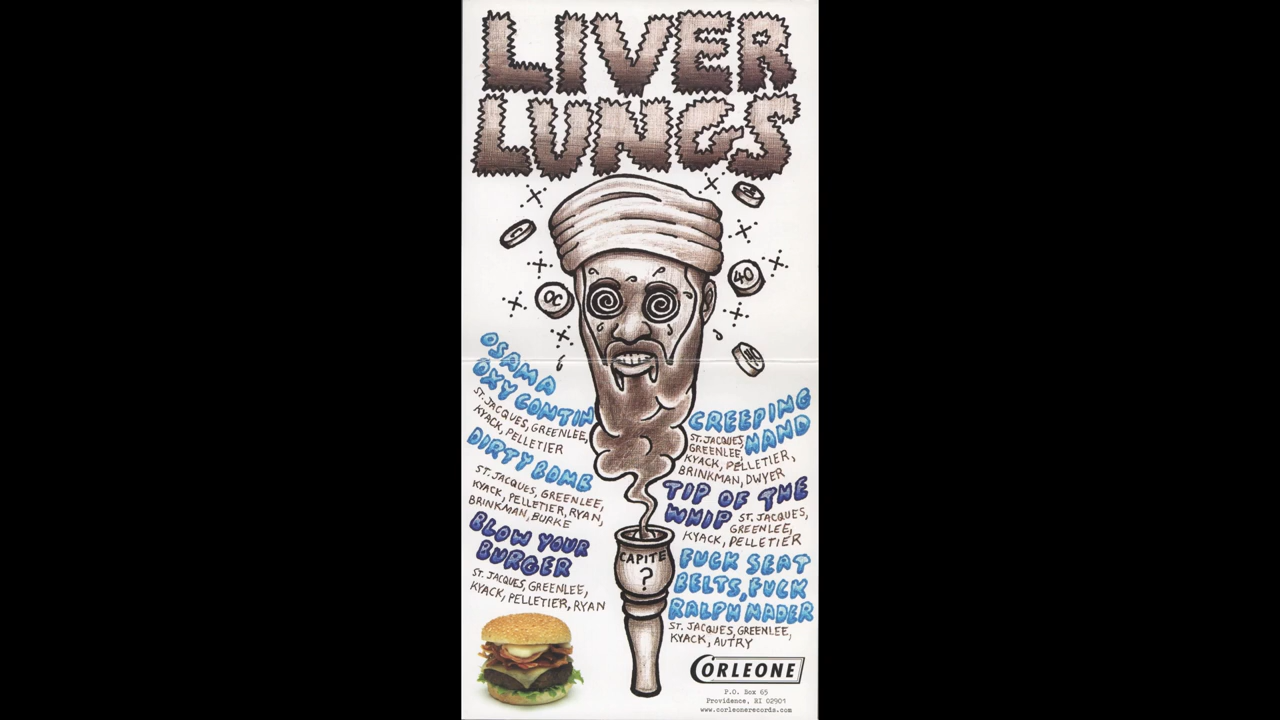 LIVER
LUNGS
OC
40
OSAMA
OXY CONTIN
ST. JACQUES, GREENLEE,
KYACK, PELLETIER
DIRTY BOMB
ST. JACQUES, GREENLEE,
KYACK, PELLETIER, RYAN,
BRINKMAN, BURKE
BLOW YOUR
BURGER
ST. JACQUES, GREENLEE,
KYACK, PELLETIER, RYAN
CREEPING
HAND
ST. JACQUES,
GREENLEE,
KYACK, PELLETIER,
BRINKMAN, DWYER
TIP OF THE
WHIP
ST. JACQUES,
GREENLEE,
KYACK, PELLETIER
FUCK SEAT
BELTS, FUCK
RALPH NADER
ST. JACQUES, GREENLEE,
KYACK, AUTRY
CAPITE
?
CORLEONE
P.O. Box 65
Providence, RI 02901
www.corleonerecords.com